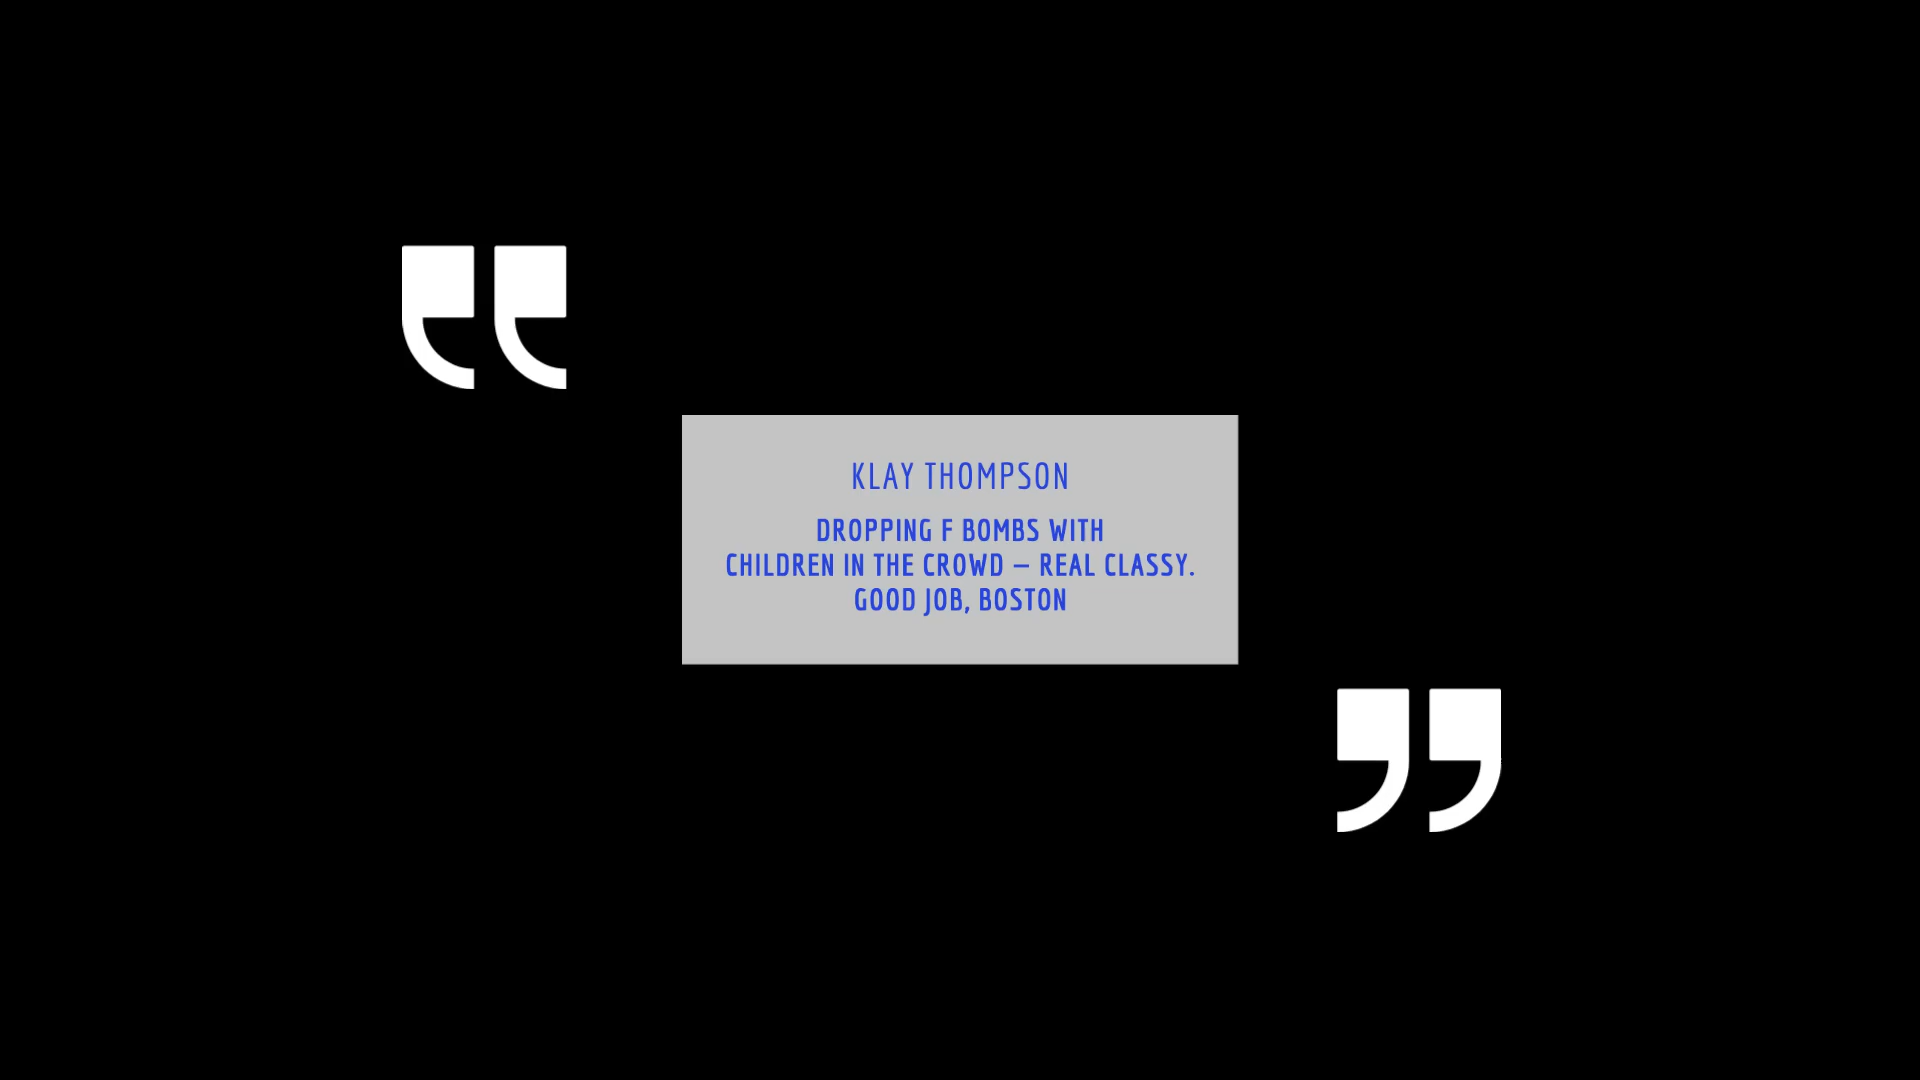 KLAY THOMPSON
DROPPING F BOMBS WITH
CHILDREN IN THE CROWD – REAL CLASSY.
GOOD JOB, BOSTON